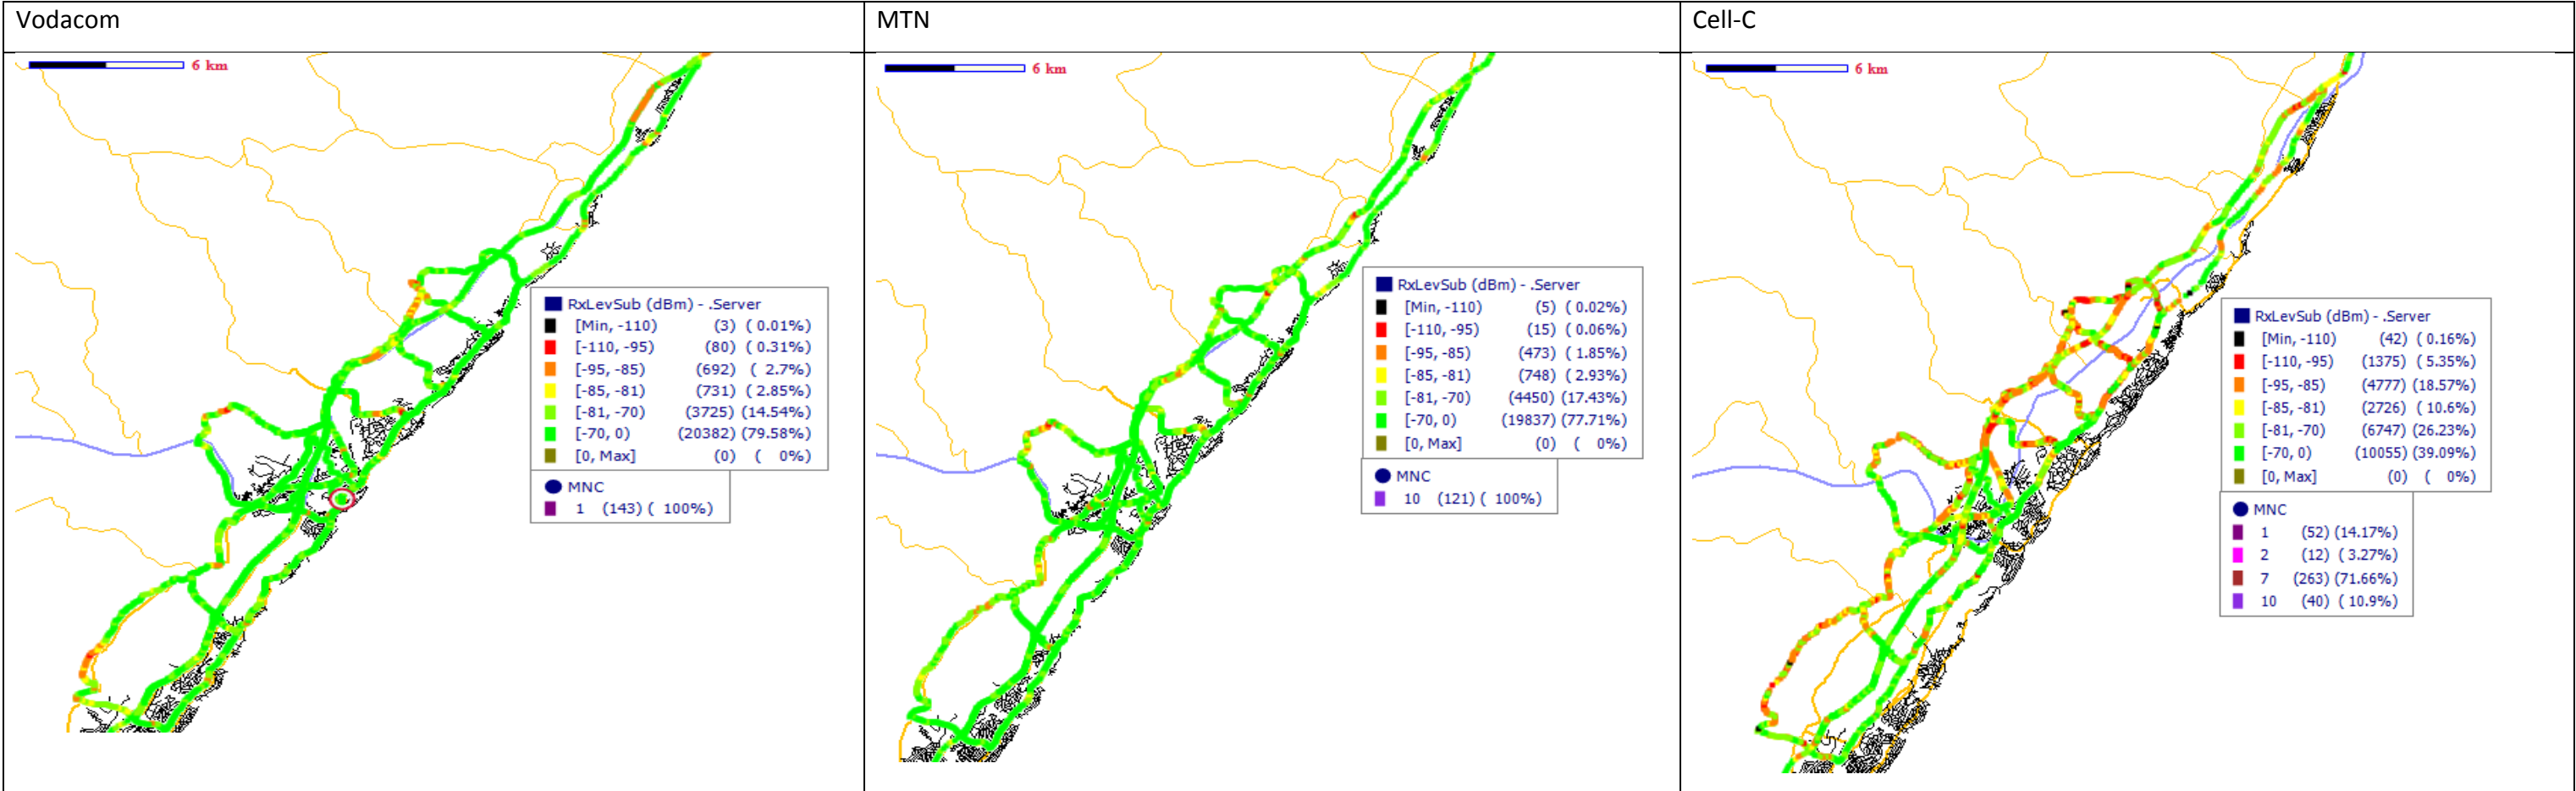 Vodacom
MTN
Cell-C
6 km
RxLevSub (dBm) - .Server
[Min, -110) (3) ( 0.01%)
[-110, -95) (80) ( 0.31%)
[-95, -85) (692) ( 2.7%)
[-85, -81) (731) ( 2.85%)
[-81, -70) (3725) (14.54%)
[-70, 0) (20382) (79.58%)
[0, Max] (0) ( 0%)
MNC
1 (143) ( 100%)
6 km
RxLevSub (dBm) - .Server
[Min, -110) (5) ( 0.02%)
[-110, -95) (15) ( 0.06%)
[-95, -85) (473) ( 1.85%)
[-85, -81) (748) ( 2.93%)
[-81, -70) (4450) (17.43%)
[-70, 0) (19837) (77.71%)
[0, Max] (0) ( 0%)
MNC
10 (121) ( 100%)
6 km
RxLevSub (dBm) - .Server
[Min, -110) (42) ( 0.16%)
[-110, -95) (1375) ( 5.35%)
[-95, -85) (4777) (18.57%)
[-85, -81) (2726) ( 10.6%)
[-81, -70) (6747) (26.23%)
[-70, 0) (10055) (39.09%)
[0, Max] (0) ( 0%)
MNC
1 (52) (14.17%)
2 (12) ( 3.27%)
7 (263) (71.66%)
10 (40) ( 10.9%)